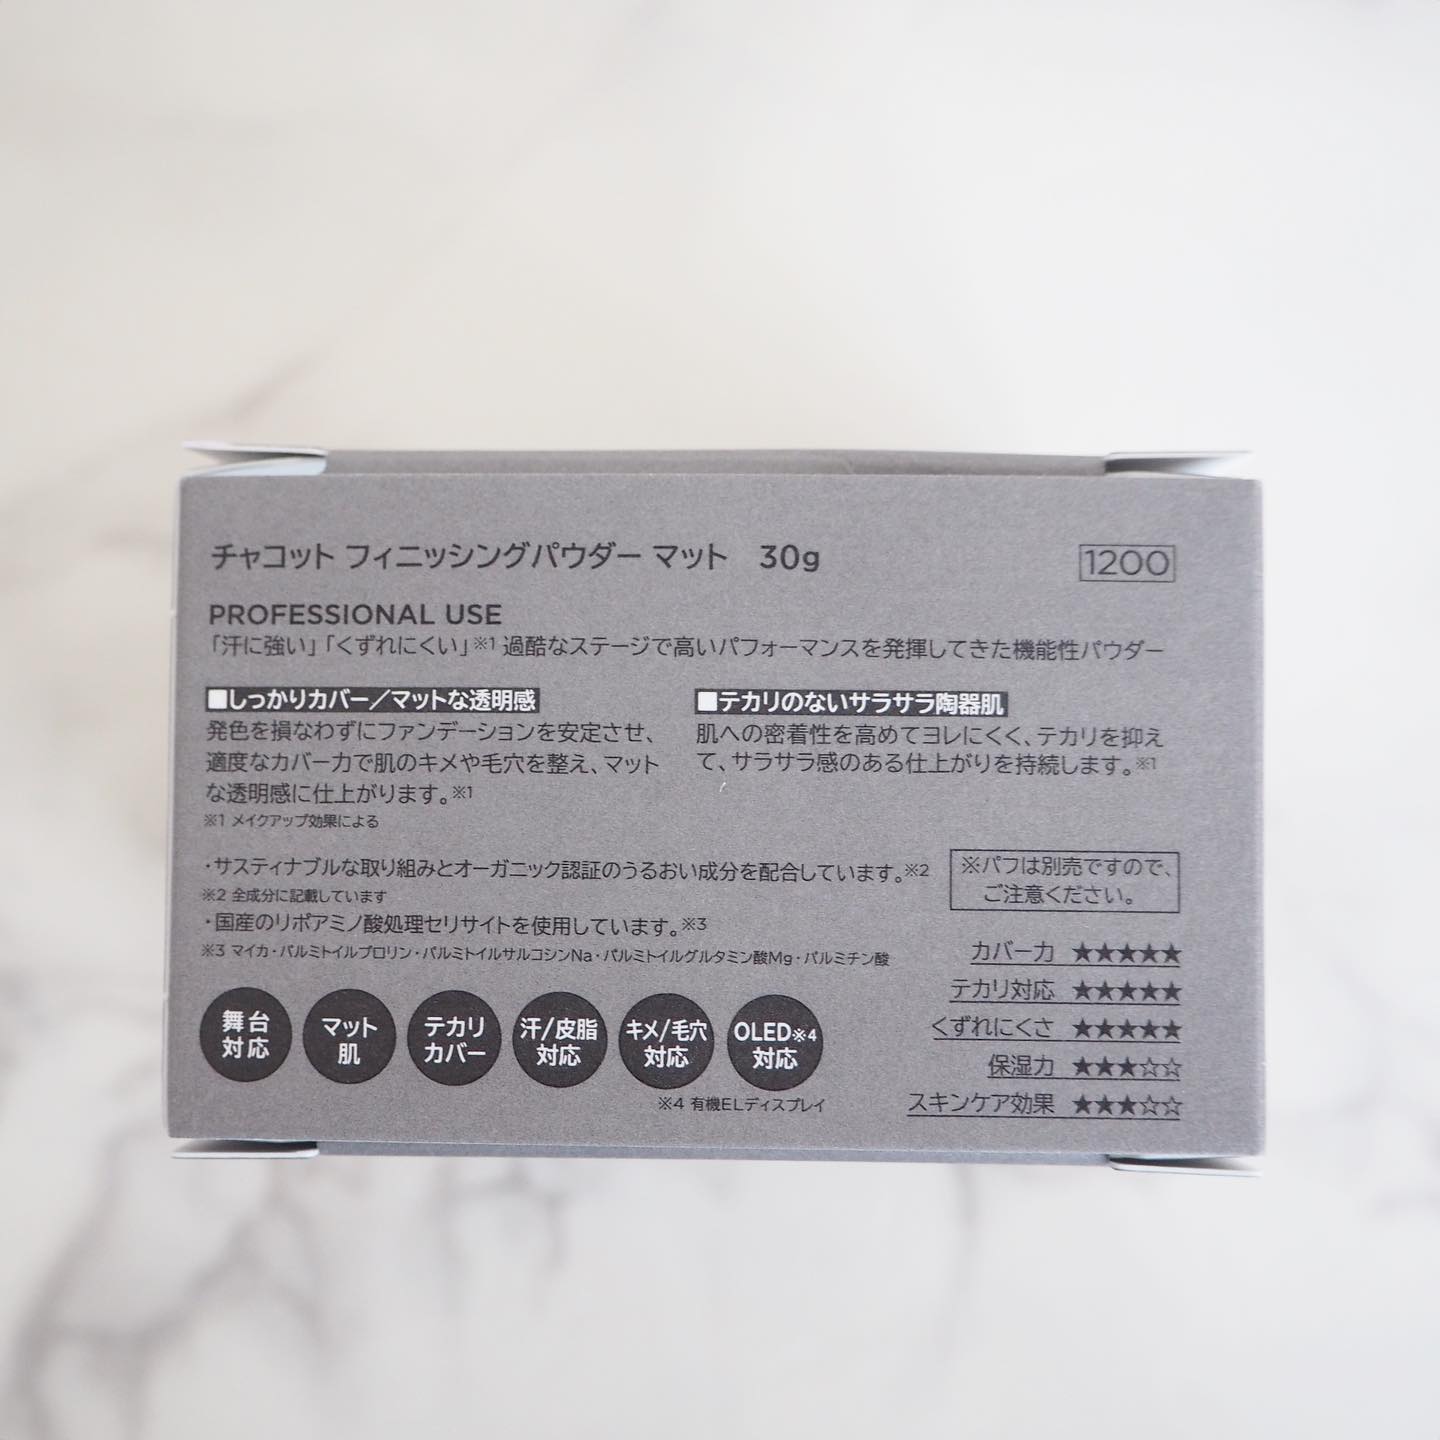 チャコット フィニッシングパウダー マット 30g
1200
PROFESSIONAL USE
「汗に強い」「くずれにくい」※1 過酷なステージで高いパフォーマンスを発揮してきた機能性パウダー
■しっかりカバー／マットな透明感
発色を損なわずにファンデーションを安定させ、
適度なカバー力で肌のキメや毛穴を整え、マット
な透明感に仕上がります。※1
※1 メイクアップ効果による
■テカリのないサラサラ陶器肌
肌への密着性を高めてヨレにくく、テカリを抑え
て、サラサラ感のある仕上がりを持続します。※1
・サスティナブルな取り組みとオーガニック認証のうるおい成分を配合しています。※2
※2 全成分に記載しています
・国産のリポアミノ酸処理セリサイトを使用しています。※3
※3 マイカ・パルミトイルプロリン・パルミトイルサルコシンNa・パルミトイルグルタミン酸Mg・パルミチン酸
※パフは別売ですので、
ご注意ください。
カバー力 ★★★★★
テカリ対応 ★★★★★
くずれにくさ ★★★★★
保湿力 ★★★☆☆
スキンケア効果 ★★★☆☆
舞台
対応
マット
肌
テカリ
カバー
汗/皮脂
対応
キメ/毛穴
対応
OLED※4
対応
※4 有機ELディスプレイ